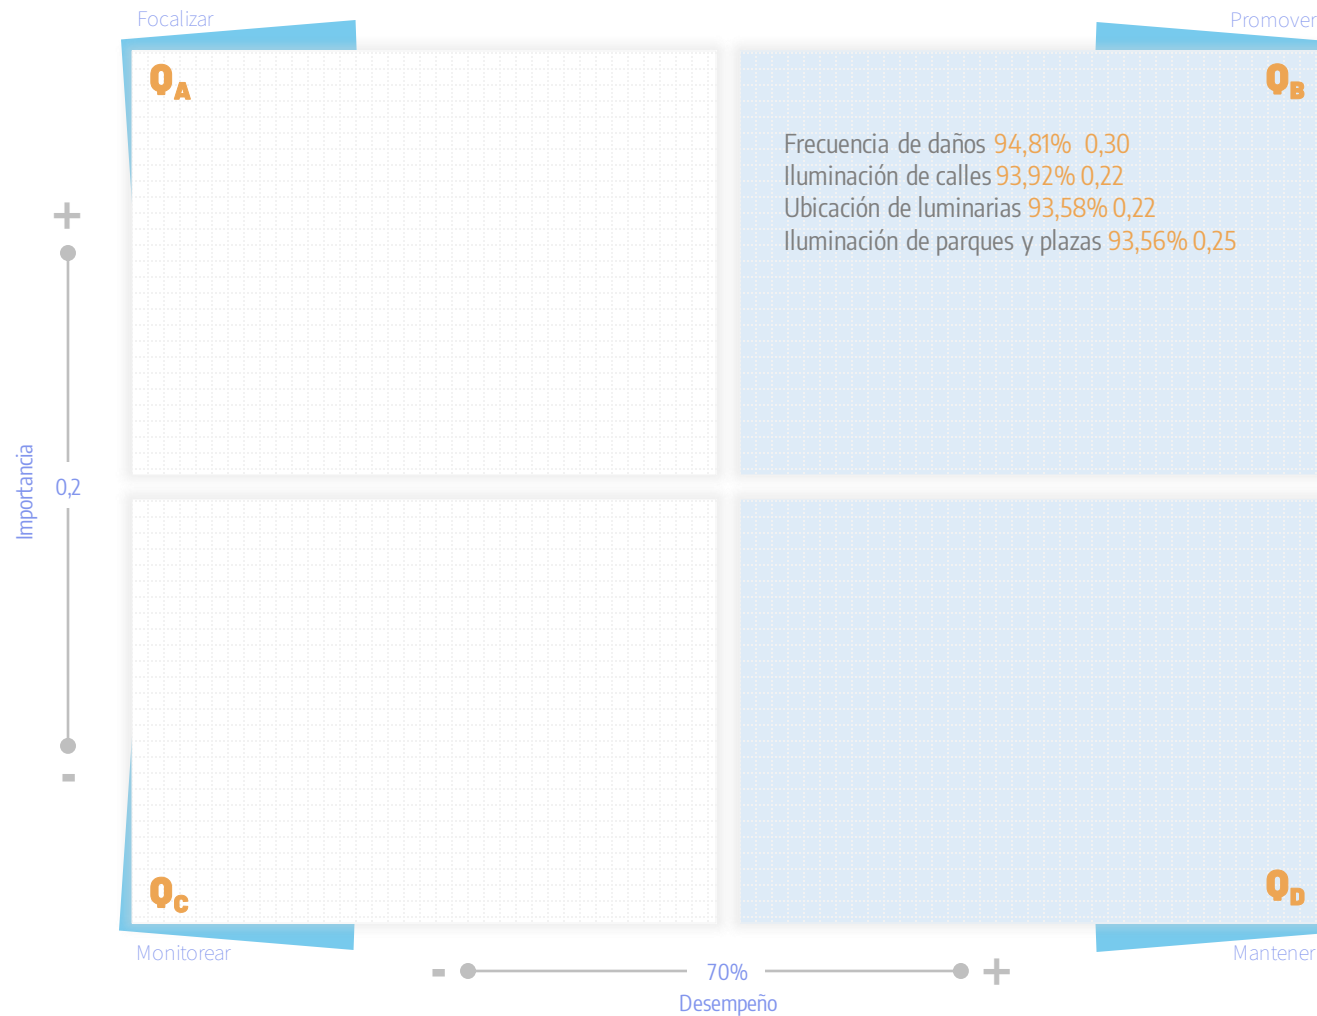 Focalizar
Promover
QA
QB
Frecuencia de daños 94,81% 0,30
Iluminación de calles 93,92% 0,22
Ubicación de luminarias 93,58% 0,22
Iluminación de parques y plazas 93,56% 0,25
+
Importancia
0,2
-
QC
QD
Monitorear
Mantener
- 70% +
Desempeño